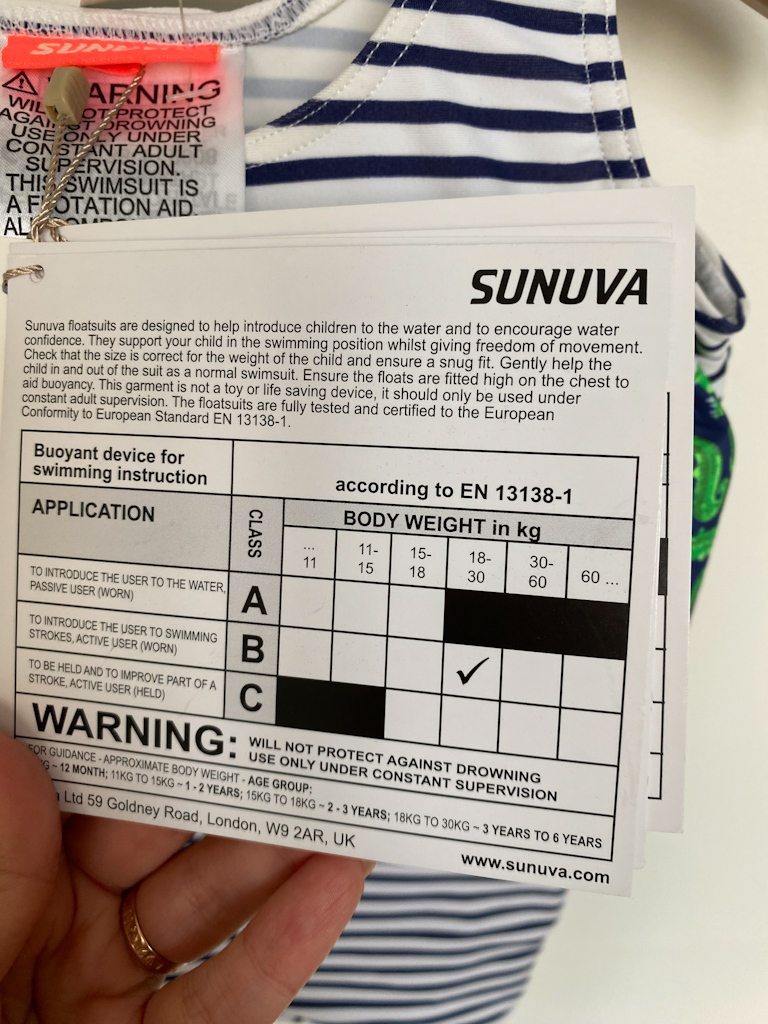 SUNUVA
WARNING
WILL NOT PROTECT
AGAINST DROWNING
USE ONLY UNDER
CONSTANT ADULT
SUPERVISION.
THIS SWIMSUIT IS
A FLOTATION AID.
SUNUVA
Sunuva floatsuits are designed to help introduce children to the water and to encourage water
confidence. They support your child in the swimming position whilst giving freedom of movement.
Check that the size is correct for the weight of the child and ensure a snug fit. Gently help the
child in and out of the suit as a normal swimsuit. Ensure the floats are fitted high on the chest to
aid buoyancy. This garment is not a toy or life saving device, it should only be used under
constant adult supervision. The floatsuits are fully tested and certified to the European
Conformity to European Standard EN 13138-1.
Buoyant device for
swimming instruction
according to EN 13138-1
APPLICATION
CLASS
BODY WEIGHT in kg
... 11
11-15
15-18
18-30
30-60
60 ...
TO INTRODUCE THE USER TO THE WATER,
PASSIVE USER (WORN)
A
TO INTRODUCE THE USER TO SWIMMING
STROKES, ACTIVE USER (WORN)
B
✓
TO BE HELD AND TO IMPROVE PART OF A
STROKE, ACTIVE USER (HELD)
C
WARNING: WILL NOT PROTECT AGAINST DROWNING
USE ONLY UNDER CONSTANT SUPERVISION
FOR GUIDANCE - APPROXIMATE BODY WEIGHT - AGE GROUP:
~ 12 MONTH; 11KG TO 15KG ~ 1 - 2 YEARS; 15KG TO 18KG ~ 2 - 3 YEARS; 18KG TO 30KG ~ 3 YEARS TO 6 YEARS
Ltd 59 Goldney Road, London, W9 2AR, UK
www.sunuva.com